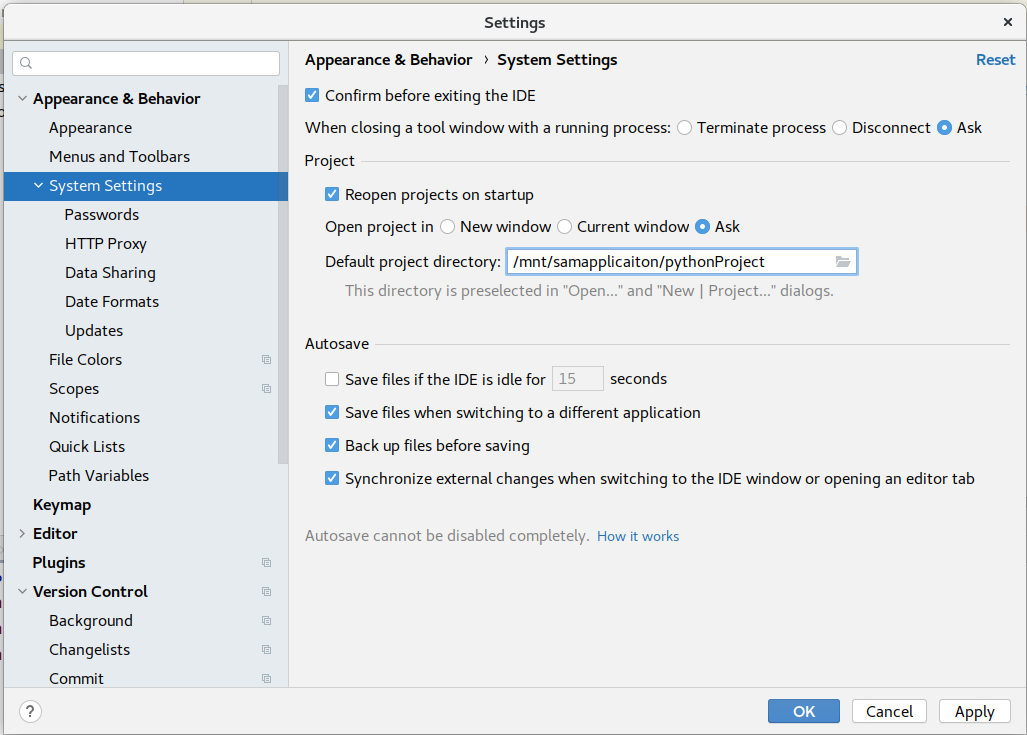 Settings
Appearance & Behavior › System Settings
Reset
Appearance & Behavior
Appearance
Menus and Toolbars
System Settings
Passwords
HTTP Proxy
Data Sharing
Date Formats
Updates
File Colors
Scopes
Notifications
Quick Lists
Path Variables
Keymap
Editor
Plugins
Version Control
Background
Changelists
Commit
Confirm before exiting the IDE
When closing a tool window with a running process: Terminate process Disconnect Ask
Project
Reopen projects on startup
Open project in New window Current window Ask
Default project directory: /mnt/samapplicaiton/pythonProject
This directory is preselected in "Open..." and "New | Project..." dialogs.
Autosave
Save files if the IDE is idle for 15 seconds
Save files when switching to a different application
Back up files before saving
Synchronize external changes when switching to the IDE window or opening an editor tab
Autosave cannot be disabled completely. How it works
?
OK
Cancel
Apply